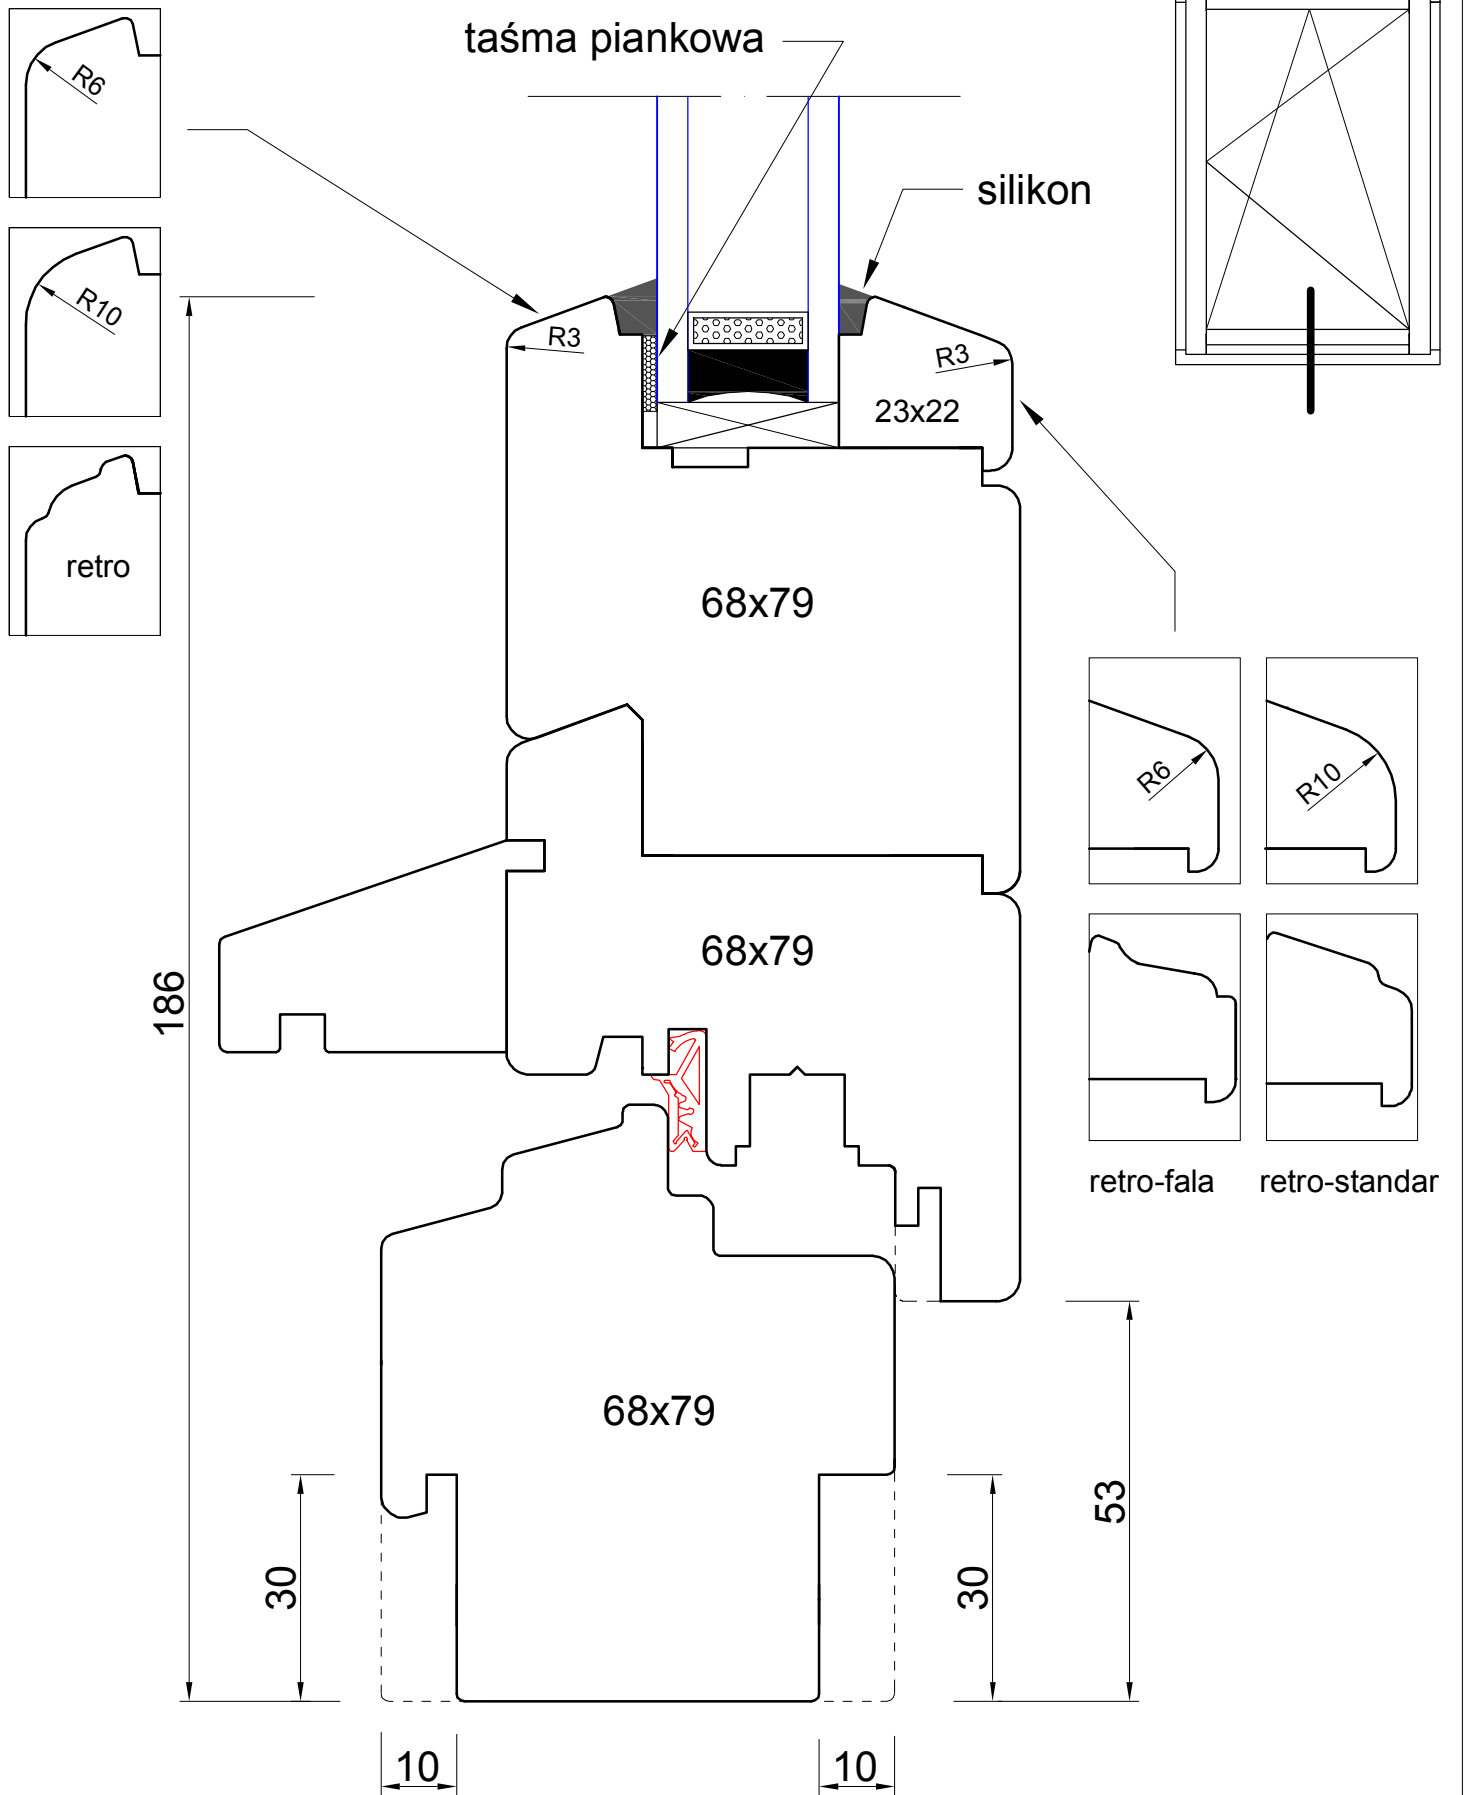 taśma piankowa
R6
silikon
R10
R3
R3
23x22
retro
68x79
R6
R10
68x79
186
retro-fala
retro-standar
68x79
53
30
30
10
10